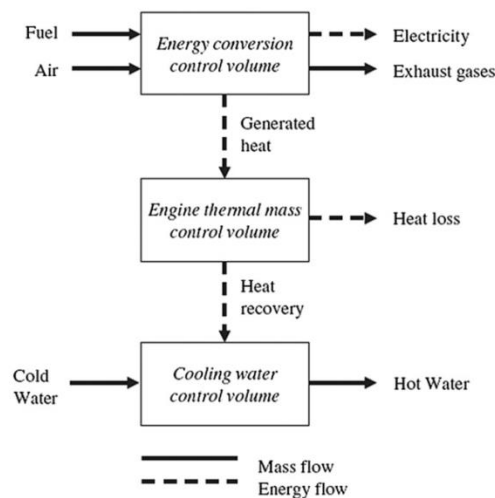 Fuel
Air
Energy conversion
control volume
Electricity
Exhaust gases
Generated
heat
Engine thermal mass
control volume
Heat loss
Heat
recovery
Cold
Water
Cooling water
control volume
Hot Water
Mass flow
Energy flow